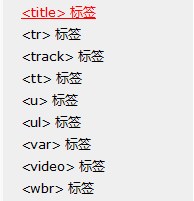 <title> 标签
<tr> 标签
<track> 标签
<tt> 标签
<u> 标签
<ul> 标签
<var> 标签
<video> 标签
<wbr> 标签